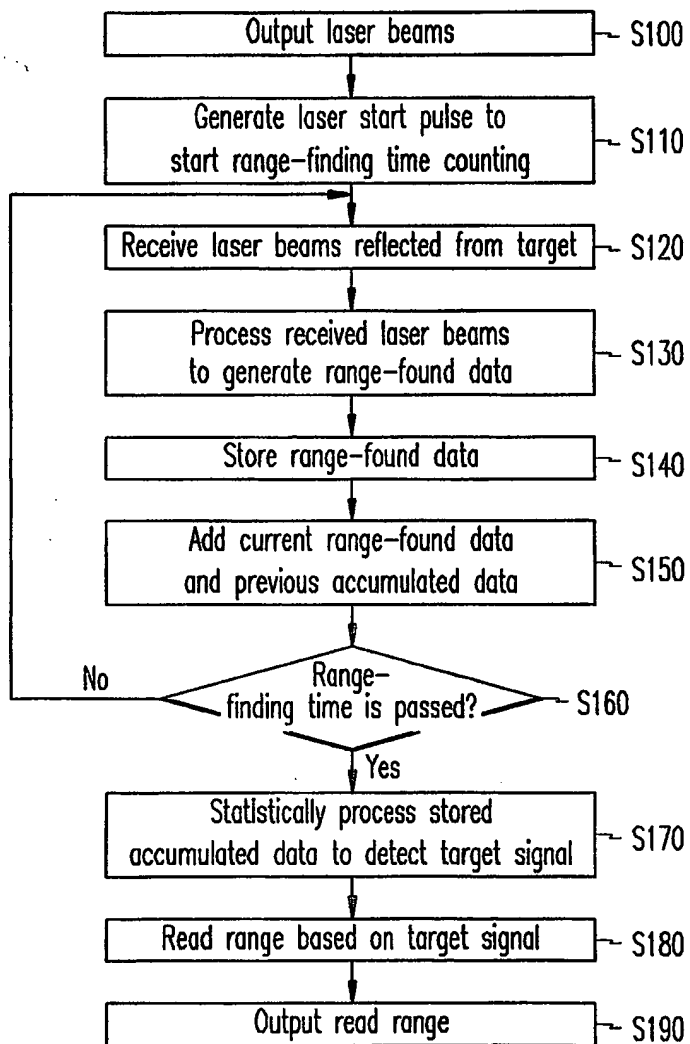 Output laser beams
S100
Generate laser start pulse to
start range-finding time counting
S110
Receive laser beams reflected from target
S120
Process received laser beams
to generate range-found data
S130
Store range-found data
S140
Add current range-found data
and previous accumulated data
S150
Range-
finding time is passed?
S160
No
Yes
Statistically process stored
accumulated data to detect target signal
S170
Read range based on target signal
S180
Output read range
S190